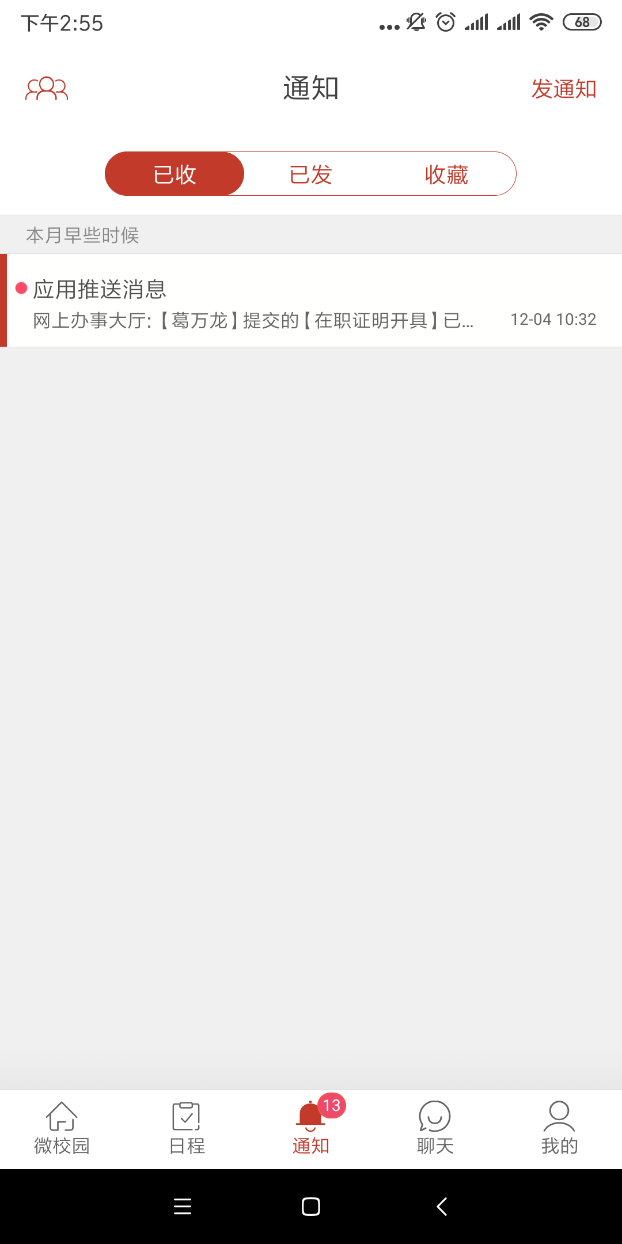 下午2:55
68
通知
发通知
已收
已发
收藏
本月早些时候
应用推送消息
网上办事大厅:【葛万龙】提交的【在职证明开具】已...
12-04 10:32
13
微校园
日程
通知
聊天
我的